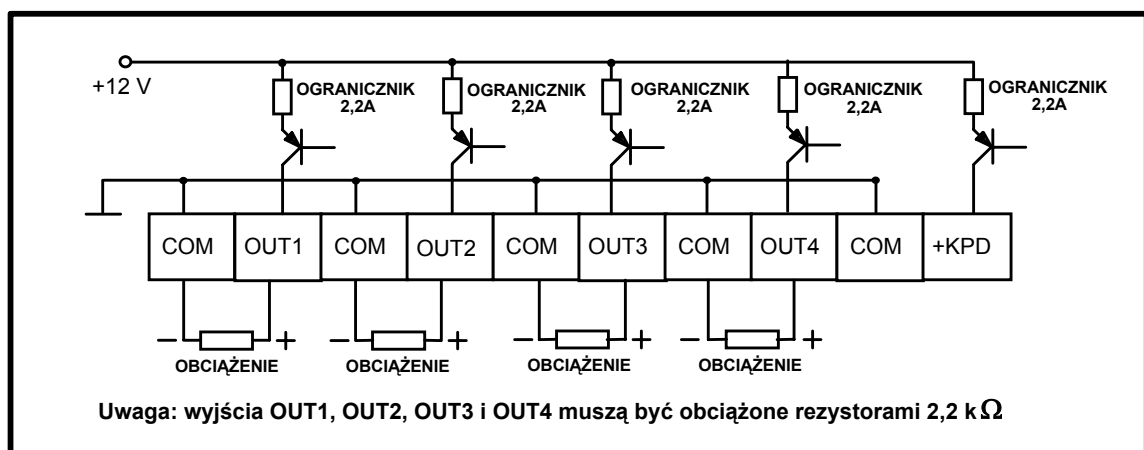 +12 V
OGRANICZNIK
2,2A
OGRANICZNIK
2,2A
OGRANICZNIK
2,2A
OGRANICZNIK
2,2A
OGRANICZNIK
2,2A
COM
OUT1
COM
OUT2
COM
OUT3
COM
OUT4
COM
+KPD
− +
− +
− +
− +
OBCIĄŻENIE
OBCIĄŻENIE
OBCIĄŻENIE
OBCIĄŻENIE
Uwaga: wyjścia OUT1, OUT2, OUT3 i OUT4 muszą być obciążone rezystorami 2,2 kΩ